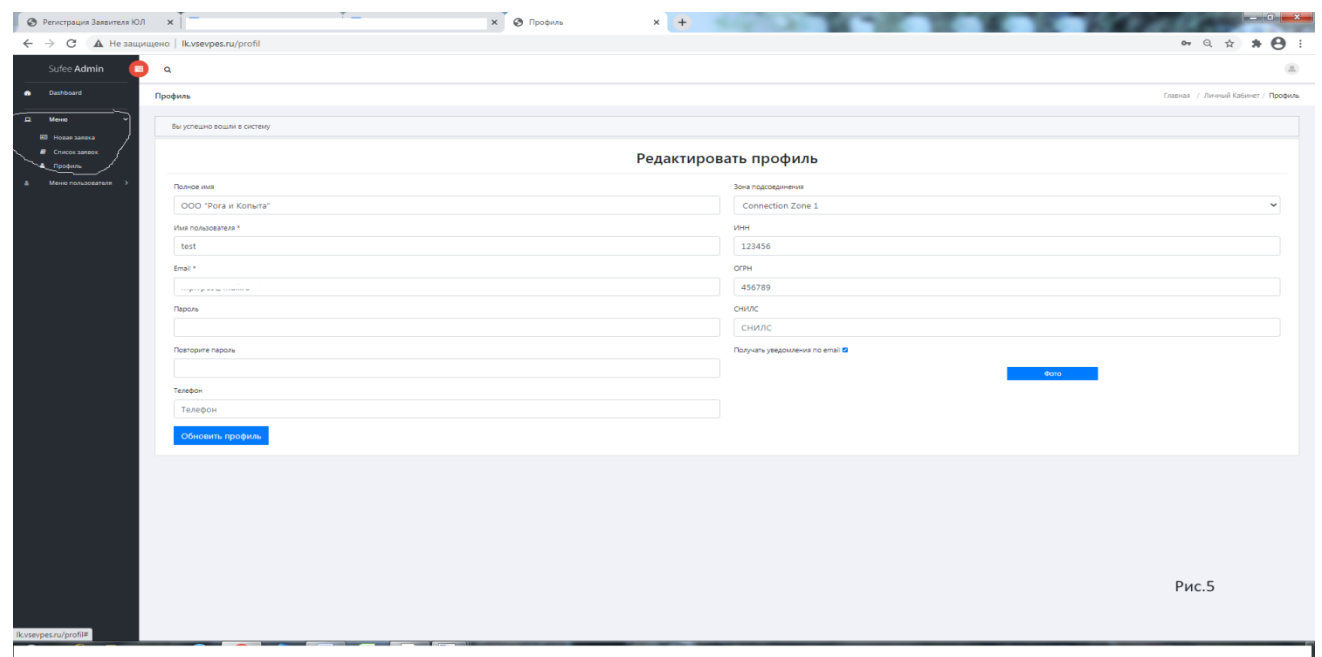 Регистрация Заявителя ЮЛ
Профиль
Не защищено | lk.vsevpes.ru/profil
Sufee Admin
Dashboard
Профиль
Главная / Личный Кабинет / Профиль
Меню
Вы успешно вошли в систему
Новая заявка
Список заявок
Профиль
Меню пользователя
Редактировать профиль
Полное имя
Зона подсоединения
ООО "Рога и Копыта"
Connection Zone 1
Имя пользователя *
ИНН
test
123456
Email *
ОГРН
456789
Пароль
СНИЛС
СНИЛС
Повторите пароль
Получать уведомления по email
Фото
Телефон
Телефон
Обновить профиль
Рис.5
lk.vsevpes.ru/profil#